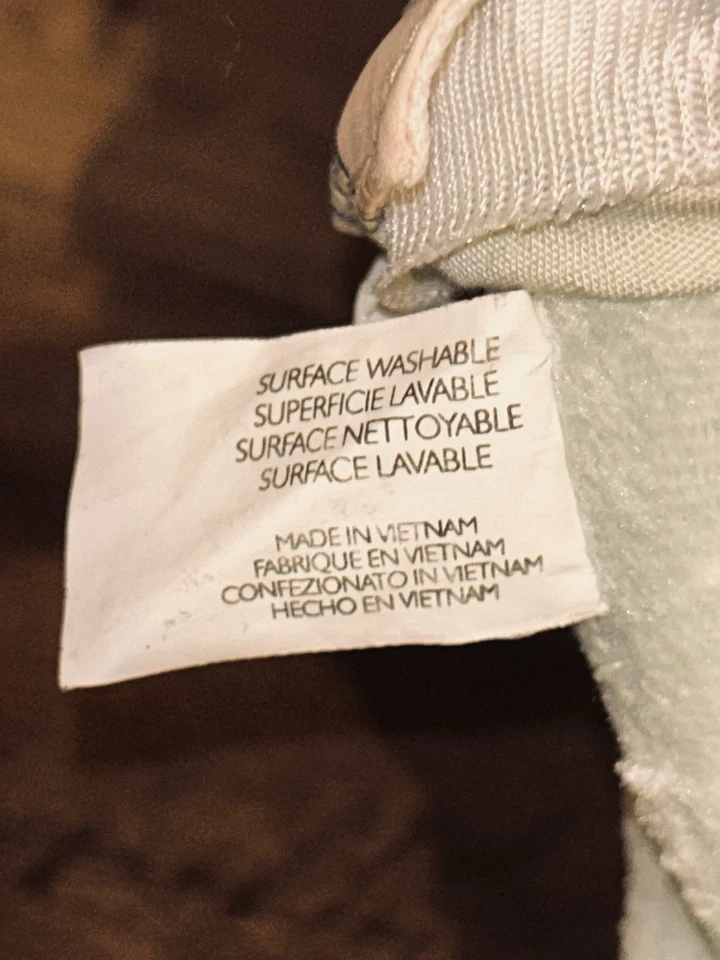 SURFACE WASHABLE
SUPERFICIE LAVABLE
SURFACE NETTOYABLE
SURFACE LAVABLE
MADE IN VIETNAM
FABRIQUE EN VIETNAM
CONFEZIONATO IN VIETNAM
HECHO EN VIETNAM